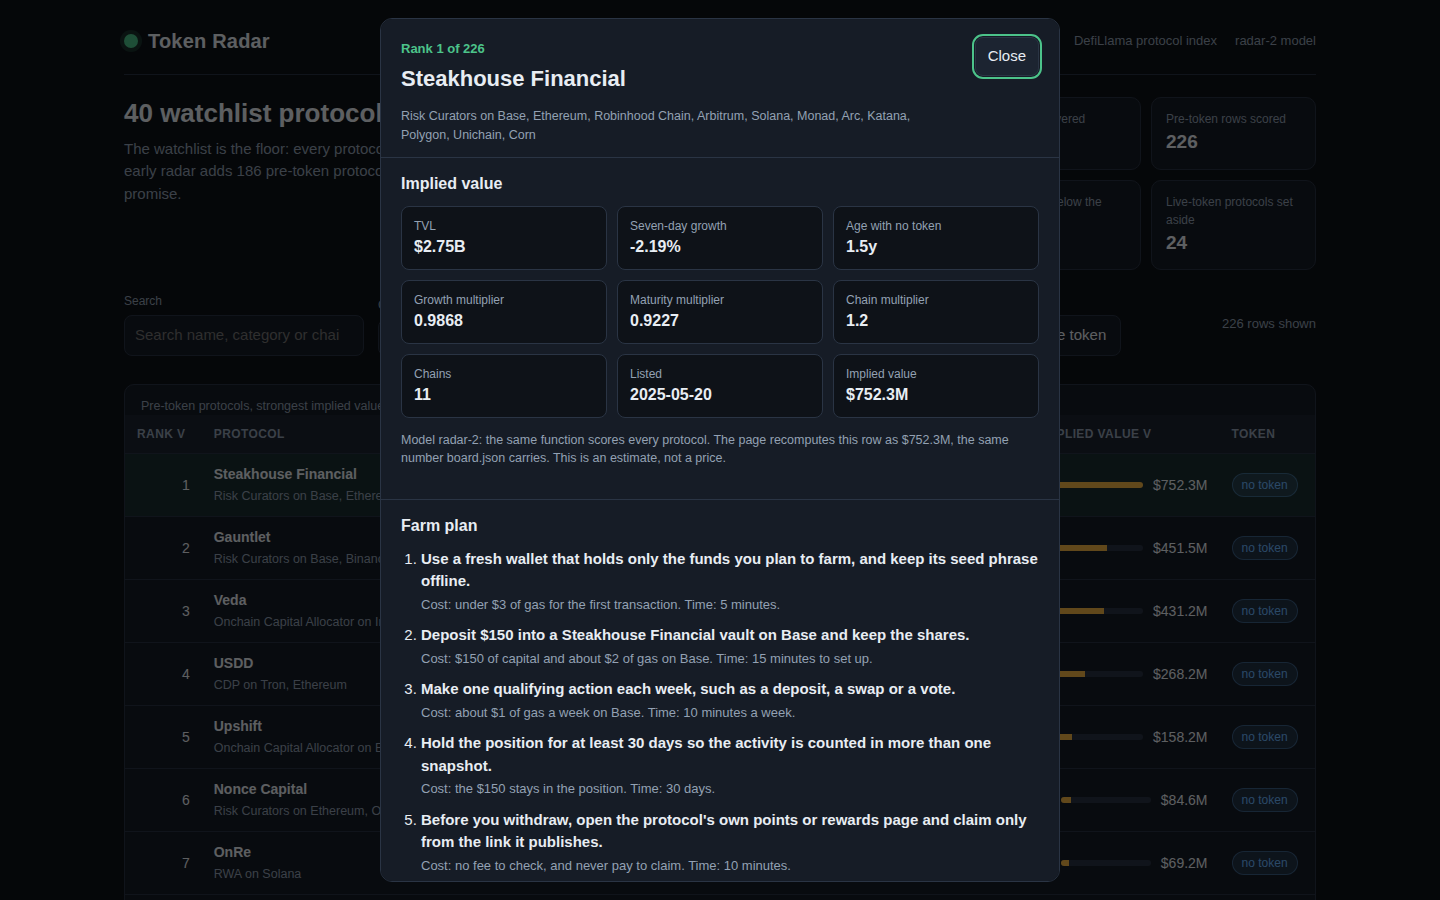 Token Radar
DefiLlama protocol index
radar-2 model
40 watchlist protocol
The watchlist is the floor: every protoco
early radar adds 186 pre-token protoco
promise.
Pre-token rows scored
226
Live-token protocols set
aside
24
Search
Search name, category or chai
e token
226 rows shown
Pre-token protocols, strongest implied value
RANK V
PROTOCOL
PLIED VALUE V
TOKEN
1
Steakhouse Financial
Risk Curators on Base, Ethere
$752.3M
no token
2
Gauntlet
Risk Curators on Base, Binanc
$451.5M
no token
3
Veda
Onchain Capital Allocator on
$431.2M
no token
4
USDD
CDP on Tron, Ethereum
$268.2M
no token
5
Upshift
Onchain Capital Allocator on
$158.2M
no token
6
Nonce Capital
Risk Curators on Ethereum,
$84.6M
no token
7
OnRe
RWA on Solana
$69.2M
no token
Rank 1 of 226
Close
Steakhouse Financial
Risk Curators on Base, Ethereum, Robinhood Chain, Arbitrum, Solana, Monad, Arc, Katana,
Polygon, Unichain, Corn
Implied value
TVL
$2.75B
Seven-day growth
-2.19%
Age with no token
1.5y
Growth multiplier
0.9868
Maturity multiplier
0.9227
Chain multiplier
1.2
Chains
11
Listed
2025-05-20
Implied value
$752.3M
Model radar-2: the same function scores every protocol. The page recomputes this row as $752.3M, the same
number board.json carries. This is an estimate, not a price.
Farm plan
1. Use a fresh wallet that holds only the funds you plan to farm, and keep its seed phrase
offline.
Cost: under $3 of gas for the first transaction. Time: 5 minutes.
2. Deposit $150 into a Steakhouse Financial vault on Base and keep the shares.
Cost: $150 of capital and about $2 of gas on Base. Time: 15 minutes to set up.
3. Make one qualifying action each week, such as a deposit, a swap or a vote.
Cost: about $1 of gas a week on Base. Time: 10 minutes a week.
4. Hold the position for at least 30 days so the activity is counted in more than one
snapshot.
Cost: the $150 stays in the position. Time: 30 days.
5. Before you withdraw, open the protocol's own points or rewards page and claim only
from the link it publishes.
Cost: no fee to check, and never pay to claim. Time: 10 minutes.